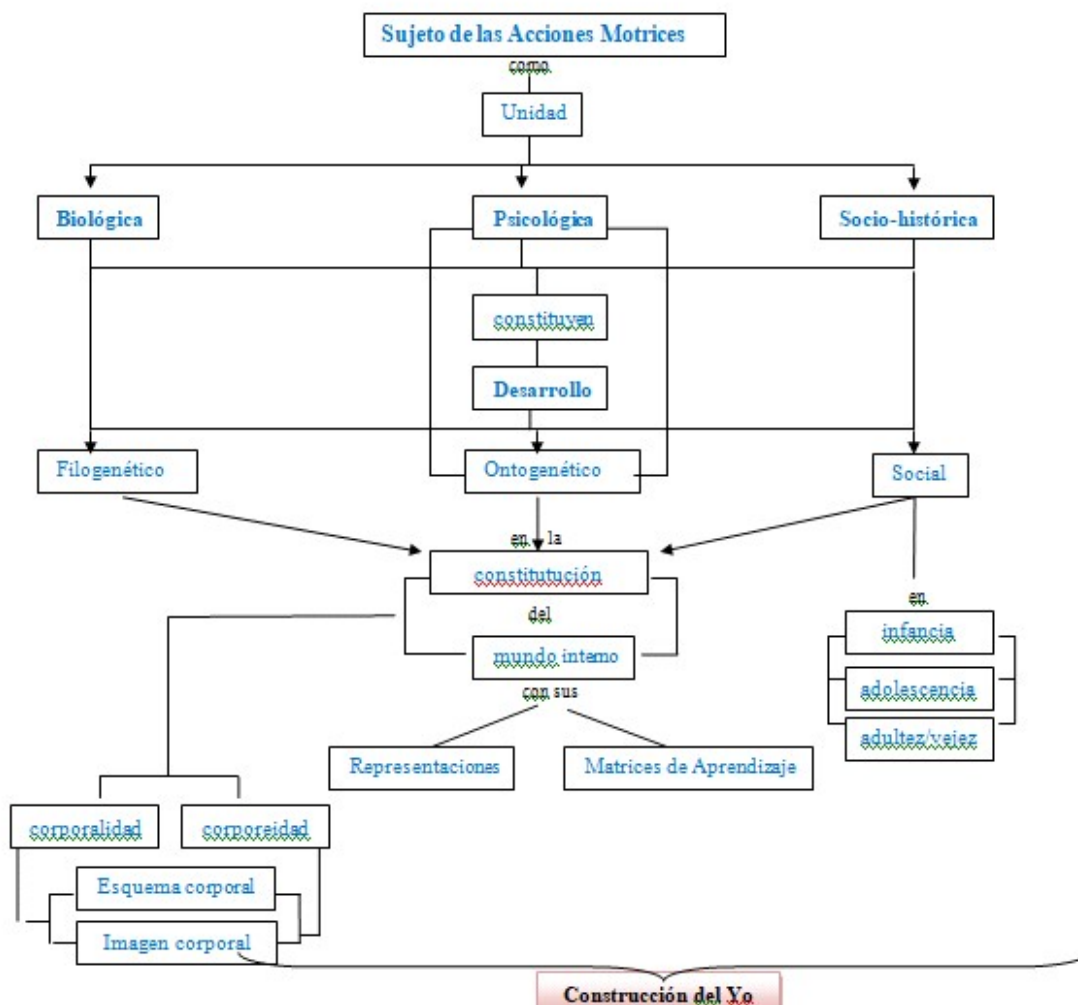 Sujeto de las Acciones Motrices
como
Unidad
Biológica
Psicológica
Socio-histórica
constituyen
Desarrollo
Filogenético
Ontogenético
Social
en la
constitutución
del
mundo interno
con sus
en
infancia
adolescencia
adultez/vejez
Representaciones
Matrices de Aprendizaje
corporalidad
corporeidad
Esquema corporal
Imagen corporal
Construcción del Yo